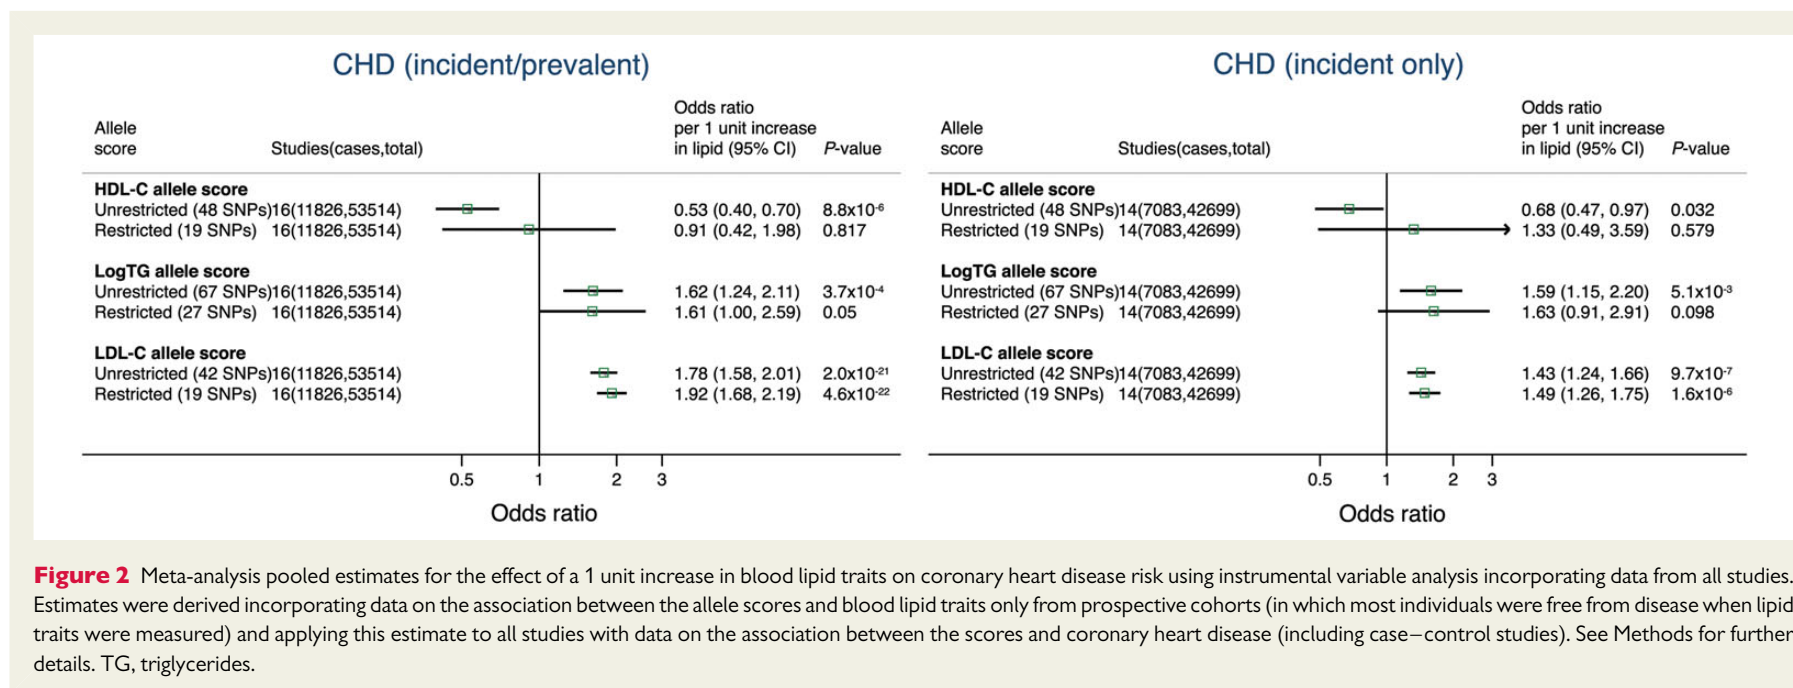 CHD (incident/prevalent)
Allele score
Studies(cases,total)
Odds ratio per 1 unit increase in lipid (95% CI)
P-value
HDL-C allele score
Unrestricted (48 SNPs)16(11826,53514) 0.53 (0.40, 0.70) 8.8x10⁻⁶
Restricted (19 SNPs) 16(11826,53514) 0.91 (0.42, 1.98) 0.817
LogTG allele score
Unrestricted (67 SNPs)16(11826,53514) 1.62 (1.24, 2.11) 3.7x10⁻⁴
Restricted (27 SNPs) 16(11826,53514) 1.61 (1.00, 2.59) 0.05
LDL-C allele score
Unrestricted (42 SNPs)16(11826,53514) 1.78 (1.58, 2.01) 2.0x10⁻²¹
Restricted (19 SNPs) 16(11826,53514) 1.92 (1.68, 2.19) 4.6x10⁻²²
0.5 1 2 3
Odds ratio
CHD (incident only)
Allele score
Studies(cases,total)
Odds ratio per 1 unit increase in lipid (95% CI)
P-value
HDL-C allele score
Unrestricted (48 SNPs)14(7083,42699) 0.68 (0.47, 0.97) 0.032
Restricted (19 SNPs) 14(7083,42699) 1.33 (0.49, 3.59) 0.579
LogTG allele score
Unrestricted (67 SNPs)14(7083,42699) 1.59 (1.15, 2.20) 5.1x10⁻³
Restricted (27 SNPs) 14(7083,42699) 1.63 (0.91, 2.91) 0.098
LDL-C allele score
Unrestricted (42 SNPs)14(7083,42699) 1.43 (1.24, 1.66) 9.7x10⁻⁷
Restricted (19 SNPs) 14(7083,42699) 1.49 (1.26, 1.75) 1.6x10⁻⁶
0.5 1 2 3
Odds ratio
Figure 2 Meta-analysis pooled estimates for the effect of a 1 unit increase in blood lipid traits on coronary heart disease risk using instrumental variable analysis incorporating data from all studies.
Estimates were derived incorporating data on the association between the allele scores and blood lipid traits only from prospective cohorts (in which most individuals were free from disease when lipid
traits were measured) and applying this estimate to all studies with data on the association between the scores and coronary heart disease (including case–control studies). See Methods for further
details. TG, triglycerides.